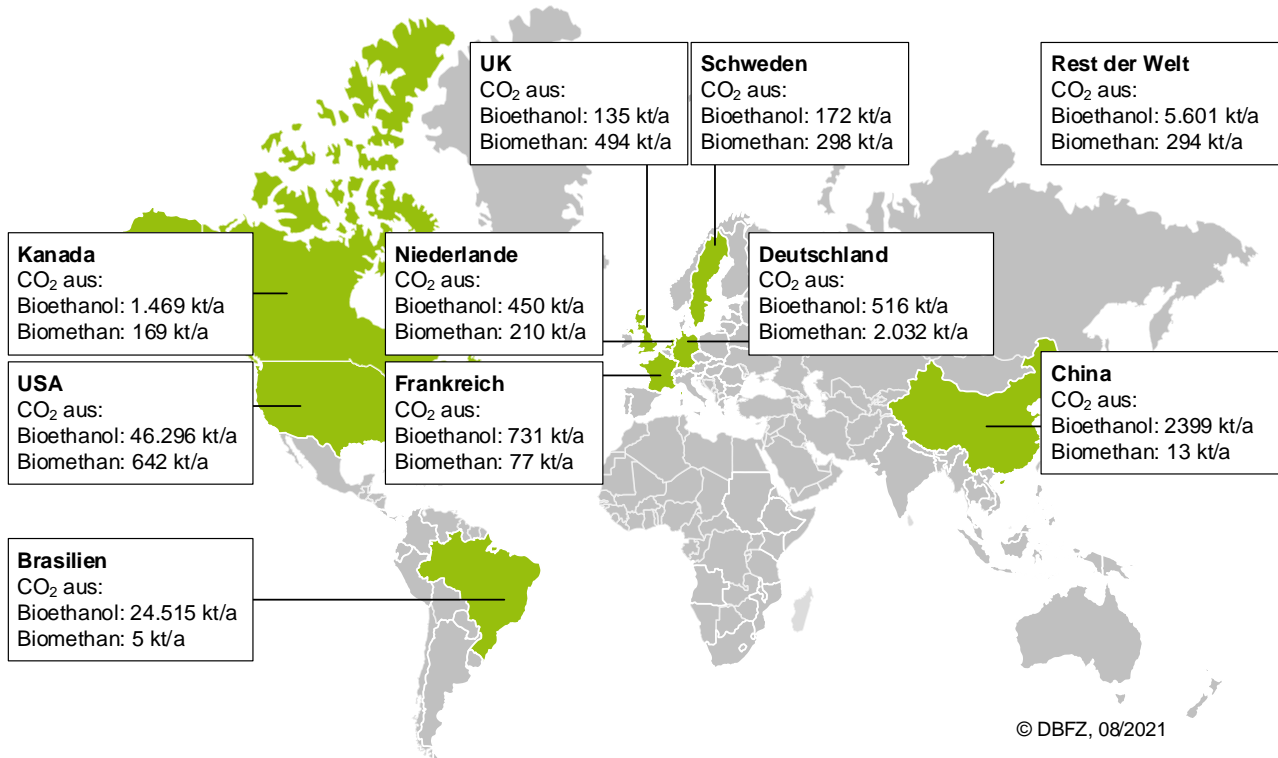 UK
CO₂ aus:
Bioethanol: 135 kt/a
Biomethan: 494 kt/a
Schweden
CO₂ aus:
Bioethanol: 172 kt/a
Biomethan: 298 kt/a
Rest der Welt
CO₂ aus:
Bioethanol: 5.601 kt/a
Biomethan: 294 kt/a
Kanada
CO₂ aus:
Bioethanol: 1.469 kt/a
Biomethan: 169 kt/a
Niederlande
CO₂ aus:
Bioethanol: 450 kt/a
Biomethan: 210 kt/a
Deutschland
CO₂ aus:
Bioethanol: 516 kt/a
Biomethan: 2.032 kt/a
USA
CO₂ aus:
Bioethanol: 46.296 kt/a
Biomethan: 642 kt/a
Frankreich
CO₂ aus:
Bioethanol: 731 kt/a
Biomethan: 77 kt/a
China
CO₂ aus:
Bioethanol: 2399 kt/a
Biomethan: 13 kt/a
Brasilien
CO₂ aus:
Bioethanol: 24.515 kt/a
Biomethan: 5 kt/a
© DBFZ, 08/2021